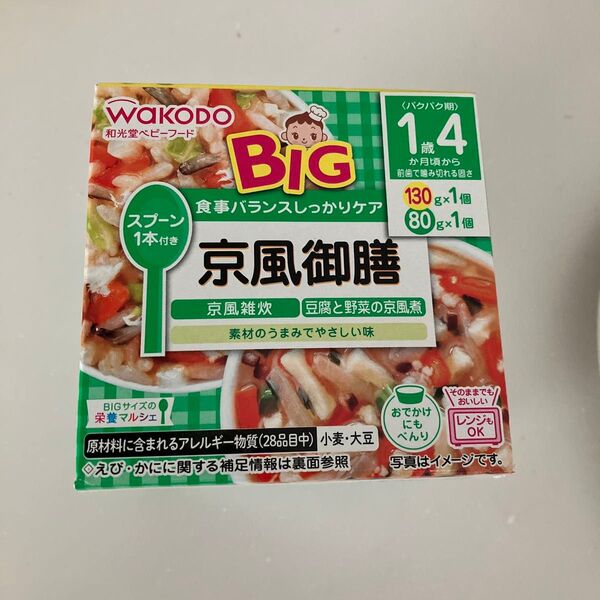 wakodo
和光堂ベビーフード
BIG
〈パクパク期〉
1歳4
か月頃から
前歯で噛み切れる固さ
130g×1個
80g×1個
食事バランスしっかりケア
スプーン
1本付き
京風御膳
京風雑炊
豆腐と野菜の京風煮
素材のうまみでやさしい味
BIGサイズの
栄養マルシェ
おでかけ
にも
べんり
そのままでも
おいしい
レンジも
OK
原材料に含まれるアレルギー物質(28品目中) 小麦・大豆
◇えび・かにに関する補足情報は裏面参照
写真はイメージです。